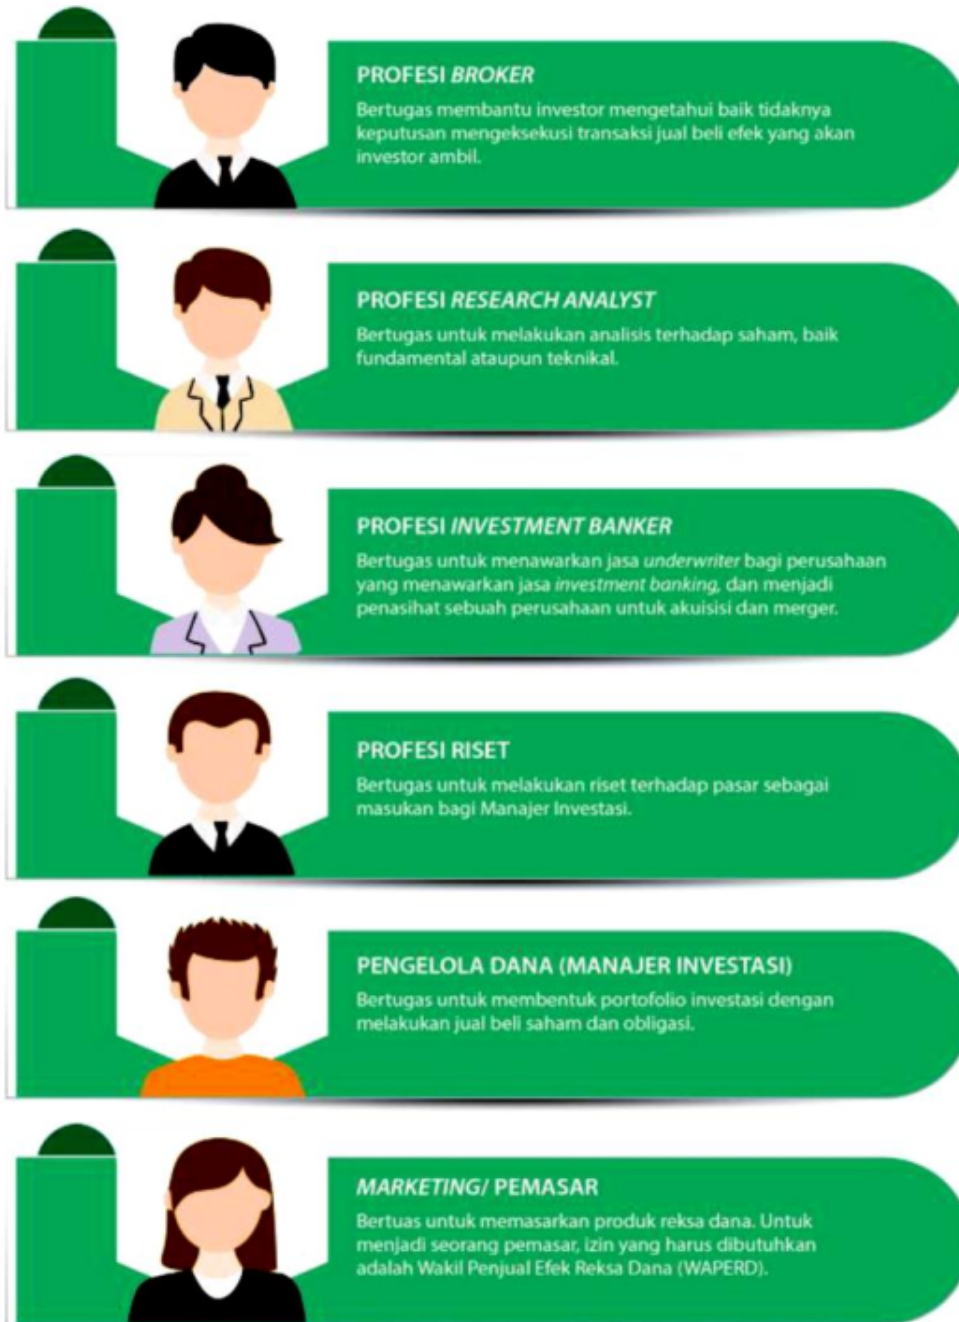 PROFESI BROKER
Bertugas membantu investor mengetahui baik tidaknya
keputusan mengeksekusi transaksi jual beli efek yang akan
investor ambil.
PROFESI RESEARCH ANALYST
Bertugas untuk melakukan analisis terhadap saham, baik
fundamental ataupun teknikal.
PROFESI INVESTMENT BANKER
Bertugas untuk menawarkan jasa underwriter bagi perusahaan
yang menawarkan jasa investment banking, dan menjadi
penasihat sebuah perusahaan untuk akuisisi dan merger.
PROFESI RISET
Bertugas untuk melakukan riset terhadap pasar sebagai
masukan bagi Manajer Investasi.
PENGELOLA DANA (MANAJER INVESTASI)
Bertugas untuk membentuk portofolio investasi dengan
melakukan jual beli saham dan obligasi.
MARKETING/ PEMASAR
Bertuas untuk memasarkan produk reksa dana. Untuk
menjadi seorang pemasar, izin yang harus dibutuhkan
adalah Wakil Penjual Efek Reksa Dana (WAPERD).